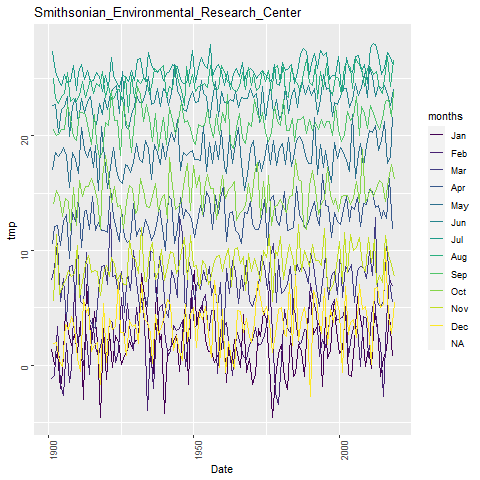 Smithsonian_Environmental_Research_Center
tmp
20
10
0
1900
1950
2000
Date
months
Jan
Feb
Mar
Apr
May
Jun
Jul
Aug
Sep
Oct
Nov
Dec
NA